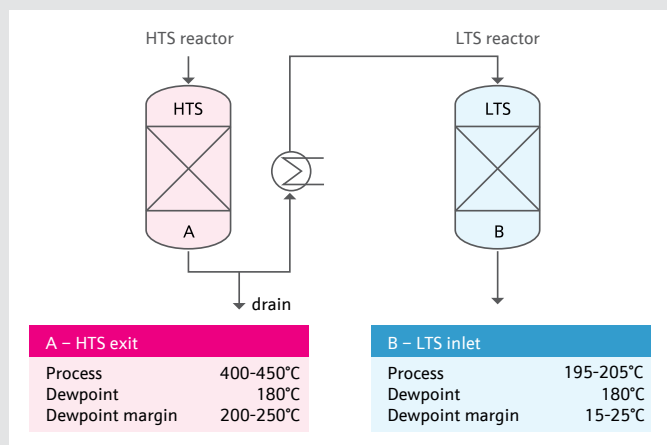 HTS reactor
LTS reactor
HTS
LTS
A
B
drain
A – HTS exit
Process 400-450°C
Dewpoint 180°C
Dewpoint margin 200-250°C
B – LTS inlet
Process 195-205°C
Dewpoint 180°C
Dewpoint margin 15-25°C